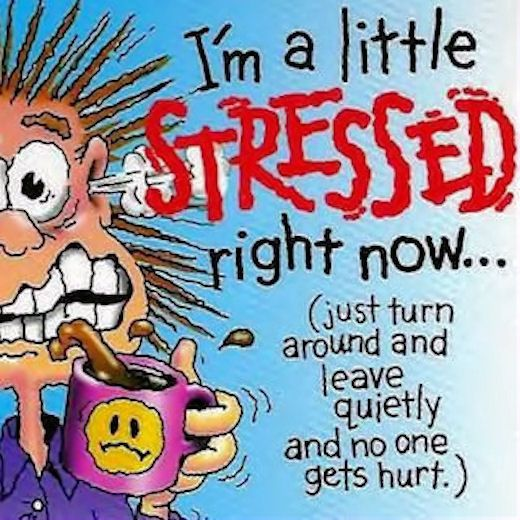 I'm a little
STRESSED
right now...
(just turn
around and
leave
quietly
and no one
gets hurt.)